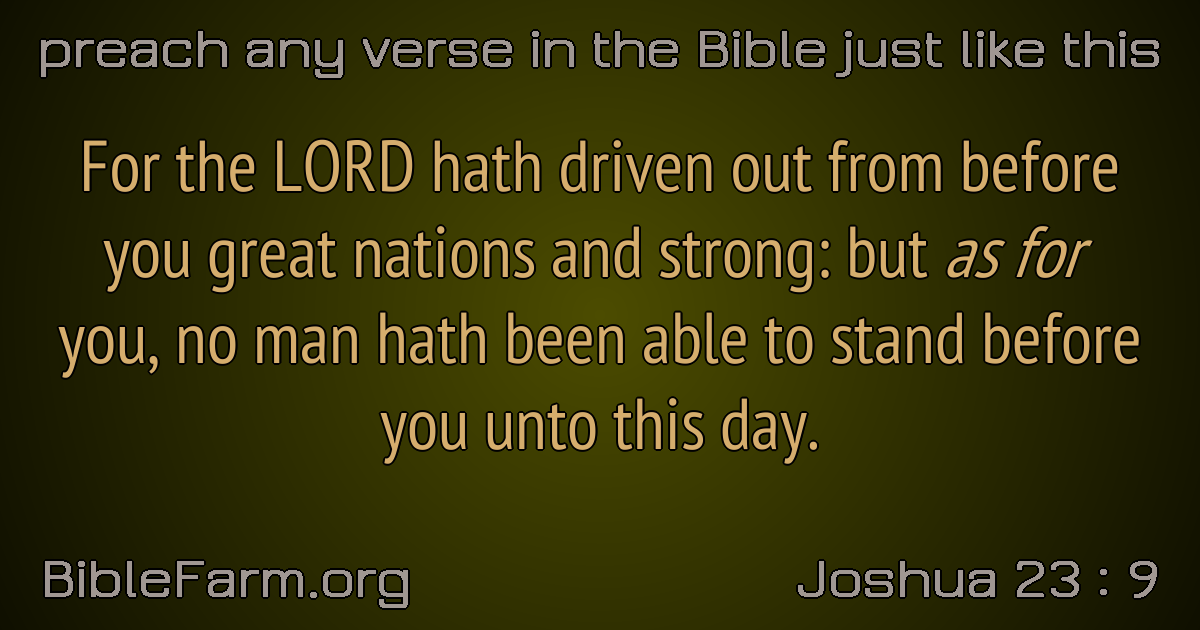 preach any verse in the Bible just like this
For the LORD hath driven out from before
you great nations and strong: but as for
you, no man hath been able to stand before
you unto this day.
BibleFarm.org
Joshua 23 : 9